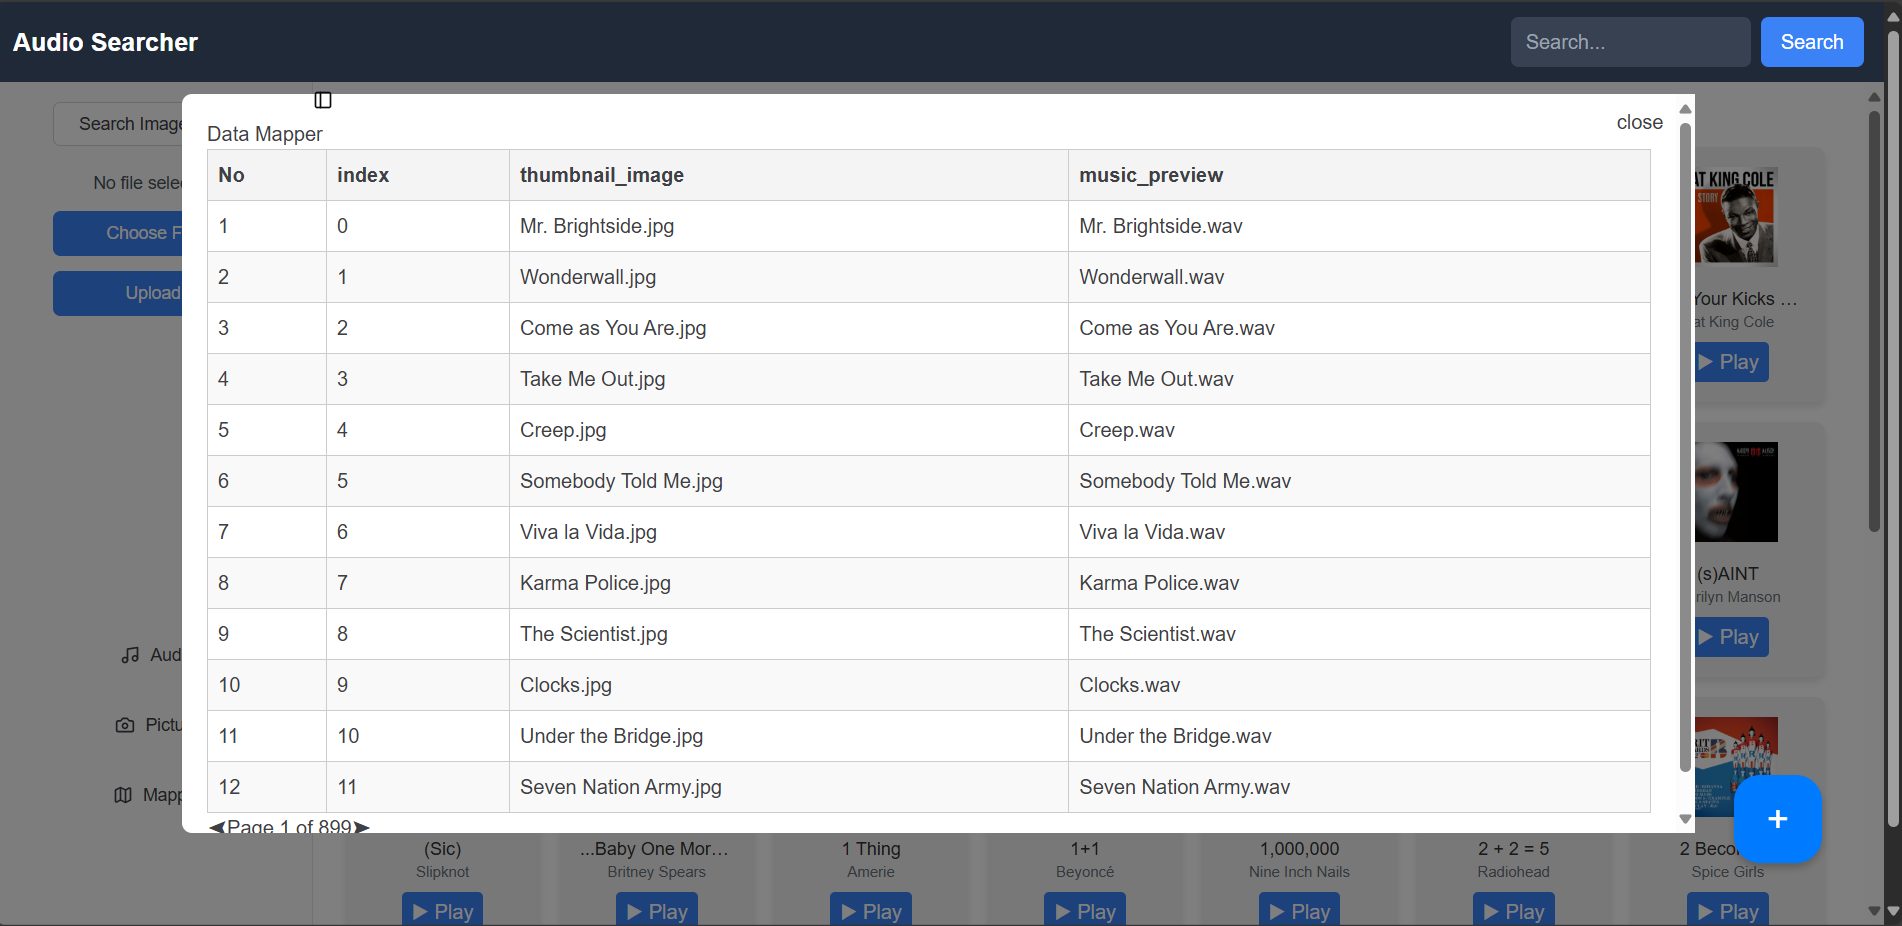 Audio Searcher
Search...
Search
Search Image
No file sele
Choose F
Upload
Aud
Pictu
Mapp
Data Mapper
close
No index thumbnail_image music_preview
1 0 Mr. Brightside.jpg Mr. Brightside.wav
2 1 Wonderwall.jpg Wonderwall.wav
3 2 Come as You Are.jpg Come as You Are.wav
4 3 Take Me Out.jpg Take Me Out.wav
5 4 Creep.jpg Creep.wav
6 5 Somebody Told Me.jpg Somebody Told Me.wav
7 6 Viva la Vida.jpg Viva la Vida.wav
8 7 Karma Police.jpg Karma Police.wav
9 8 The Scientist.jpg The Scientist.wav
10 9 Clocks.jpg Clocks.wav
11 10 Under the Bridge.jpg Under the Bridge.wav
12 11 Seven Nation Army.jpg Seven Nation Army.wav
◀Page 1 of 899➤
AT KING COLE
STORY
Your Kicks …
at King Cole
▶ Play
(s)AINT
rilyn Manson
▶ Play
(Sic) ...Baby One Mor… 1 Thing 1+1 1,000,000 2 + 2 = 5 2 Beco
Slipknot Britney Spears Amerie Beyoncé Nine Inch Nails Radiohead Spice Girls
▶ Play ▶ Play ▶ Play ▶ Play ▶ Play ▶ Play ▶ Play
+